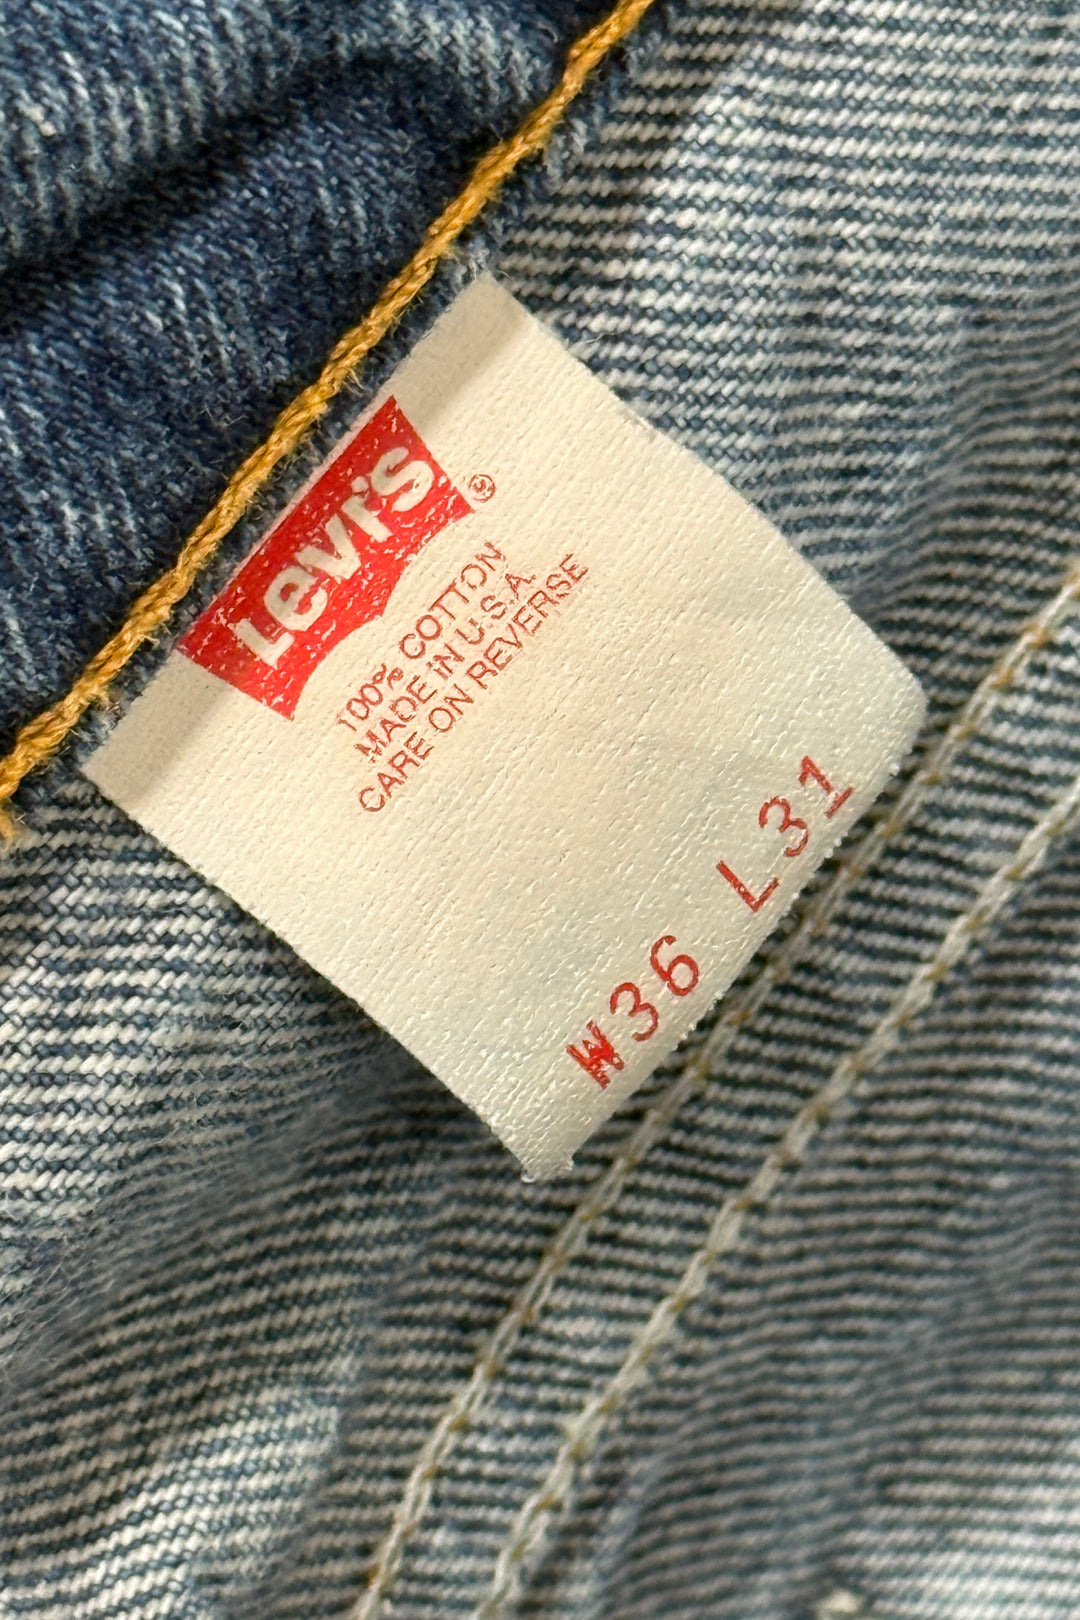 Levi's®
100% COTTON
MADE IN U.S.A.
CARE ON REVERSE
W36 L31